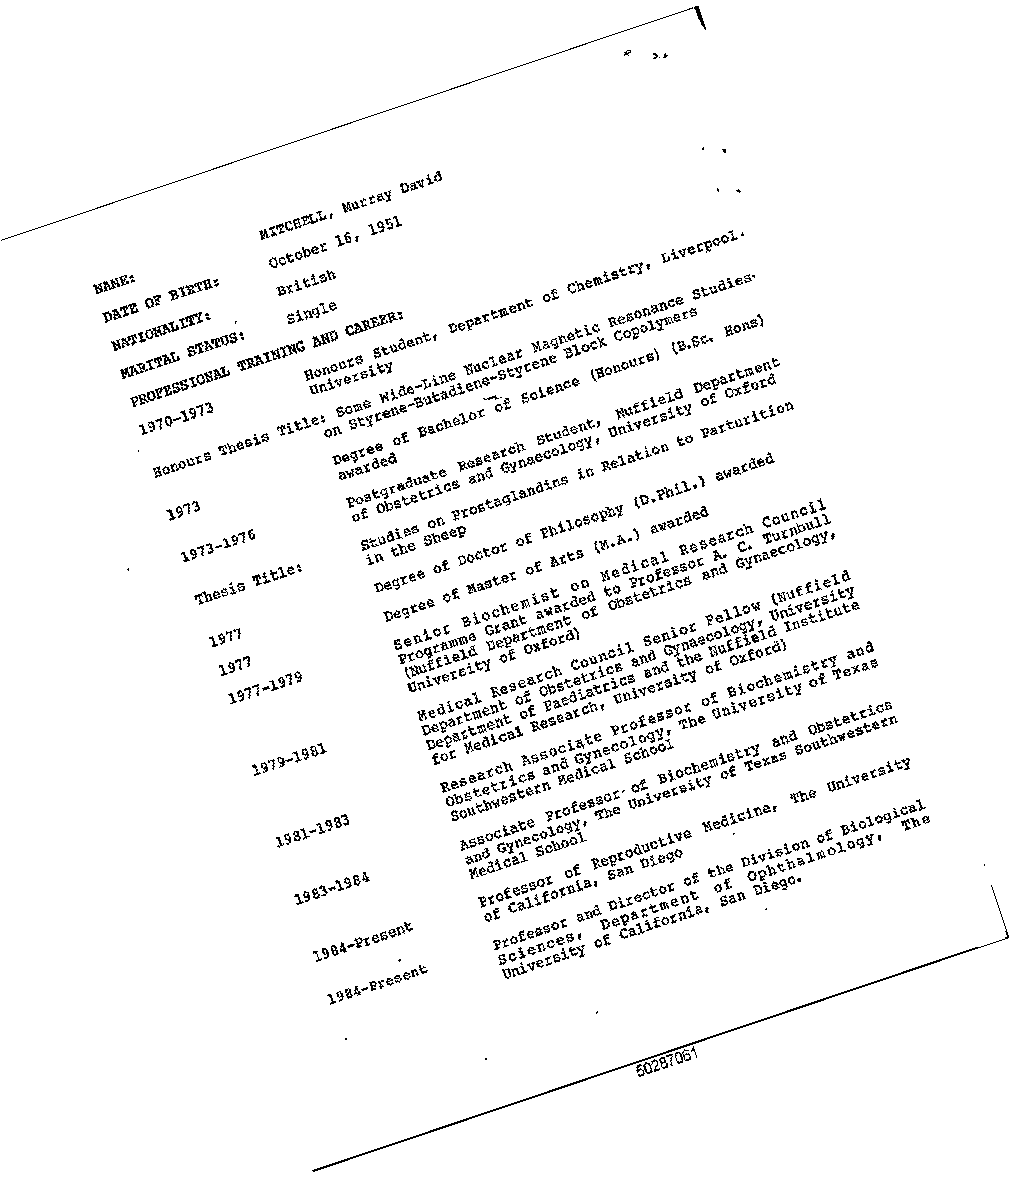 NAME: MITCHELL, Murray David
DATE OF BIRTH: October 16, 1951
NATIONALITY: British
MARITAL STATUS: Single
PROFESSIONAL TRAINING AND CAREER:
1970-1973 Honours Student, Department of Chemistry, Liverpool.
University
Honours Thesis Title: Some Wide-Line Nuclear Magnetic Resonance Studies.
on Styrene-Butadiene-Styrene Block Copolymers
1973 Degree of Bachelor of Science (Honours) (B.Sc. Hons)
awarded
1973-1976 Postgraduate Research Student, Nuffield Department
of Obstetrics and Gynaecology, University of Oxford
Thesis Title: Studies on Prostaglandins in Relation to Parturition
in the Sheep
1977 Degree of Doctor of Philosophy (D.Phil.) awarded
1977 Degree of Master of Arts (M.A.) awarded
1977-1979 Senior Biochemist on Medical Research Council
Programme Grant awarded to Professor A. C. Turnbull
(Nuffield Department of Obstetrics and Gynaecology,
University of Oxford)
1979-1981 Medical Research Council Senior Fellow (Nuffield
Department of Obstetrics and Gynaecology, University
Department of Paediatrics and the Nuffield Institute
for Medical Research, University of Oxford)
1981-1983 Research Associate Professor of Biochemistry and
Obstetrics and Gynecology, The University of Texas
Southwestern Medical School
1983-1984 Associate Professor of Biochemistry and Obstetrics
and Gynecology, The University of Texas Southwestern
Medical School
1984-Present Professor of Reproductive Medicine, The University
of California, San Diego
1984-Present Professor and Director of the Division of Biological
Sciences, Department of Ophthalmology, The
University of California, San Diego.
50287061